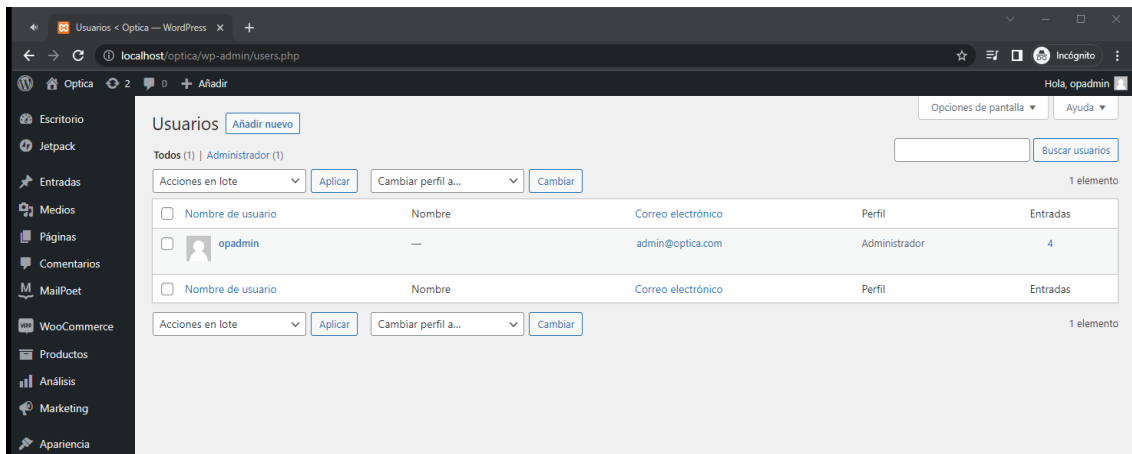 Usuarios < Optica — WordPress
localhost/optica/wp-admin/users.php
Incógnito
Optica 2 0 Añadir
Hola, opadmin
Escritorio
Jetpack
Entradas
Medios
Páginas
Comentarios
MailPoet
WooCommerce
Productos
Análisis
Marketing
Apariencia
Opciones de pantalla Ayuda
Usuarios Añadir nuevo
Todos (1) | Administrador (1)
Buscar usuarios
Acciones en lote Aplicar Cambiar perfil a... Cambiar 1 elemento
Nombre de usuario Nombre Correo electrónico Perfil Entradas
opadmin — admin@optica.com Administrador 4
Nombre de usuario Nombre Correo electrónico Perfil Entradas
Acciones en lote Aplicar Cambiar perfil a... Cambiar 1 elemento